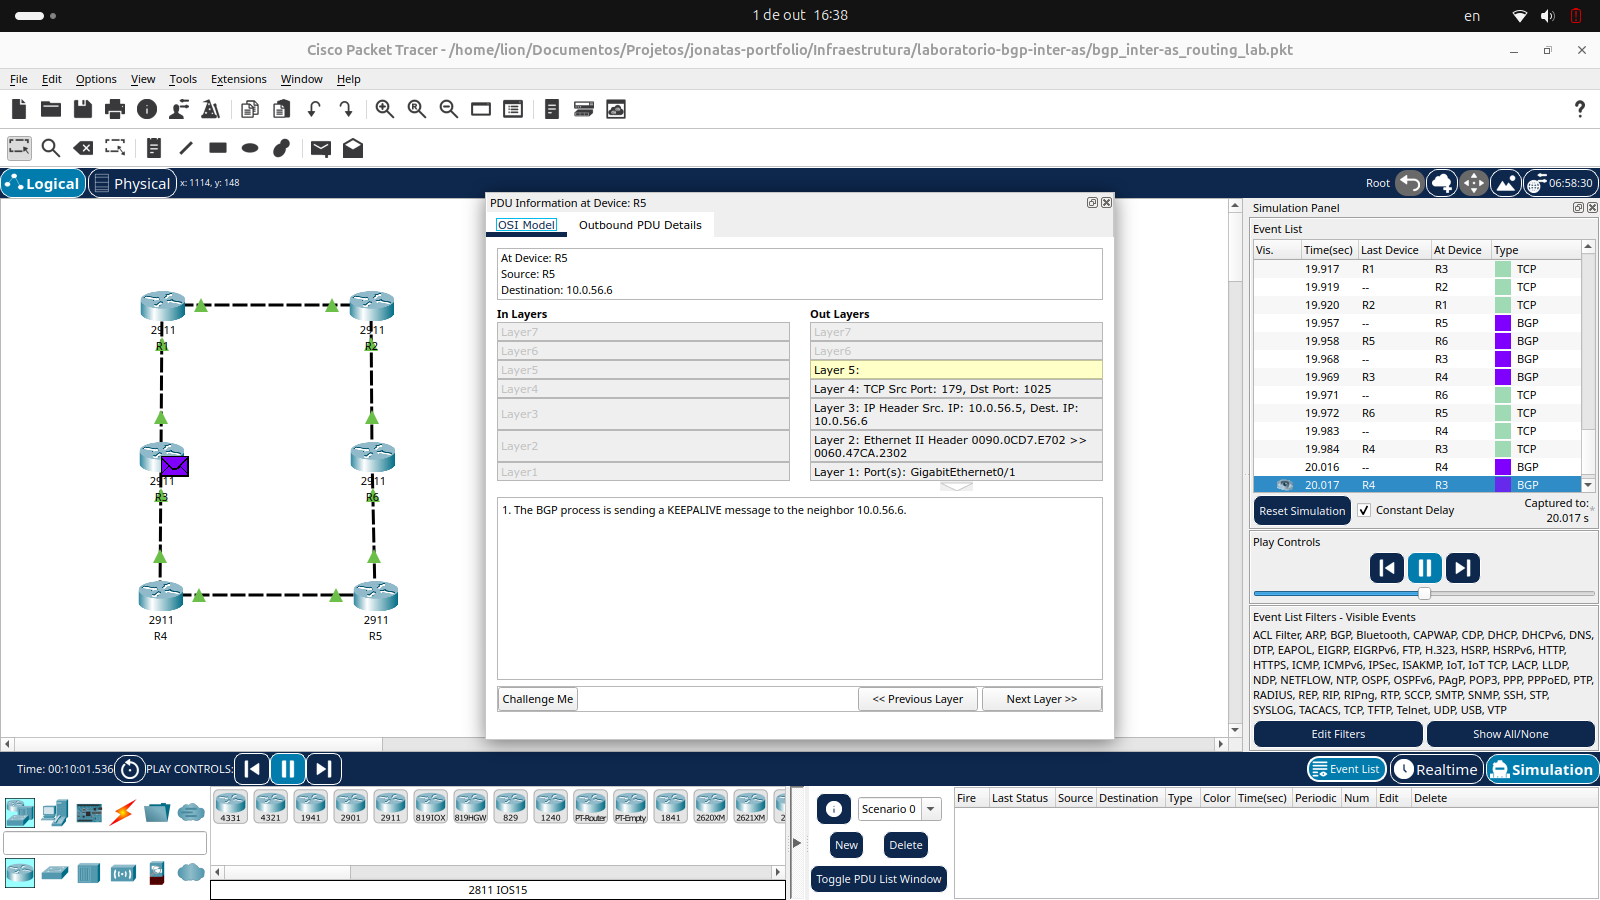 1 de out 16:38
en
Cisco Packet Tracer - /home/lion/Documentos/Projetos/jonatas-portfolio/Infraestrutura/laboratorio-bgp-inter-as/bgp_inter-as_routing_lab.pkt
File Edit Options View Tools Extensions Window Help
Logical Physical x: 1114, y: 148
Root 06:58:30
2911
R1
2911
R2
2911
R3
2911
R6
2911
R4
2911
R5
PDU Information at Device: R5
OSI Model Outbound PDU Details
At Device: R5
Source: R5
Destination: 10.0.56.6
In Layers
Layer7
Layer6
Layer5
Layer4
Layer3
Layer2
Layer1
Out Layers
Layer7
Layer6
Layer 5:
Layer 4: TCP Src Port: 179, Dst Port: 1025
Layer 3: IP Header Src. IP: 10.0.56.5, Dest. IP:
10.0.56.6
Layer 2: Ethernet II Header 0090.0CD7.E702 >>
0060.47CA.2302
Layer 1: Port(s): GigabitEthernet0/1
1. The BGP process is sending a KEEPALIVE message to the neighbor 10.0.56.6.
Challenge Me << Previous Layer Next Layer >>
Simulation Panel
Event List
Vis. Time(sec) Last Device At Device Type
19.917 R1 R3 TCP
19.919 -- R2 TCP
19.920 R2 R1 TCP
19.957 -- R5 BGP
19.958 R5 R6 BGP
19.968 -- R3 BGP
19.969 R3 R4 BGP
19.971 -- R6 TCP
19.972 R6 R5 TCP
19.983 -- R4 TCP
19.984 R4 R3 TCP
20.016 -- R4 BGP
20.017 R4 R3 BGP
Reset Simulation Constant Delay Captured to:
20.017 s
Play Controls
Event List Filters - Visible Events
ACL Filter, ARP, BGP, Bluetooth, CAPWAP, CDP, DHCP, DHCPv6, DNS,
DTP, EAPOL, EIGRP, EIGRPv6, FTP, H.323, HSRP, HSRPv6, HTTP,
HTTPS, ICMP, ICMPv6, IPSec, ISAKMP, IoT, IoT TCP, LACP, LLDP,
NDP, NETFLOW, NTP, OSPF, OSPFv6, PAgP, POP3, PPP, PPPoED, PTP,
RADIUS, REP, RIP, RIPng, RTP, SCCP, SMTP, SNMP, SSH, STP,
SYSLOG, TACACS, TCP, TFTP, Telnet, UDP, USB, VTP
Edit Filters Show All/None
Time: 00:10:01.536 PLAY CONTROLS:
Event List Realtime Simulation
4331 4321 1941 2901 2911 819IOX 819HGW 829 1240 PT-Router PT-Empty 1841 2620XM 2621XM 2
2811 IOS15
Scenario 0
New Delete
Toggle PDU List Window
Fire Last Status Source Destination Type Color Time(sec) Periodic Num Edit Delete